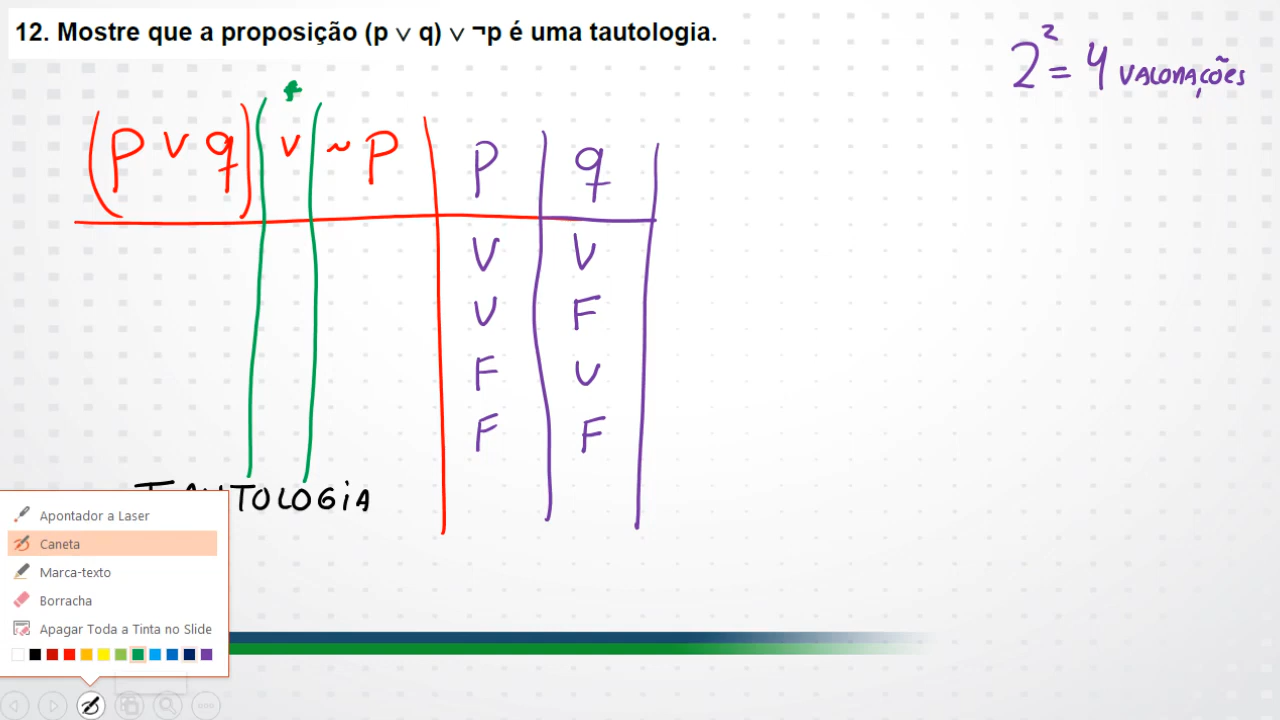 12. Mostre que a proposição (p ∨ q) ∨ ¬p é uma tautologia.
2² = 4 VALORAÇÕES
(p v q) v ~ p p q
V V
V F
F V
F F
TAUTOLOGiA
Apontador a Laser
Caneta
Marca-texto
Borracha
Apagar Toda a Tinta no Slide